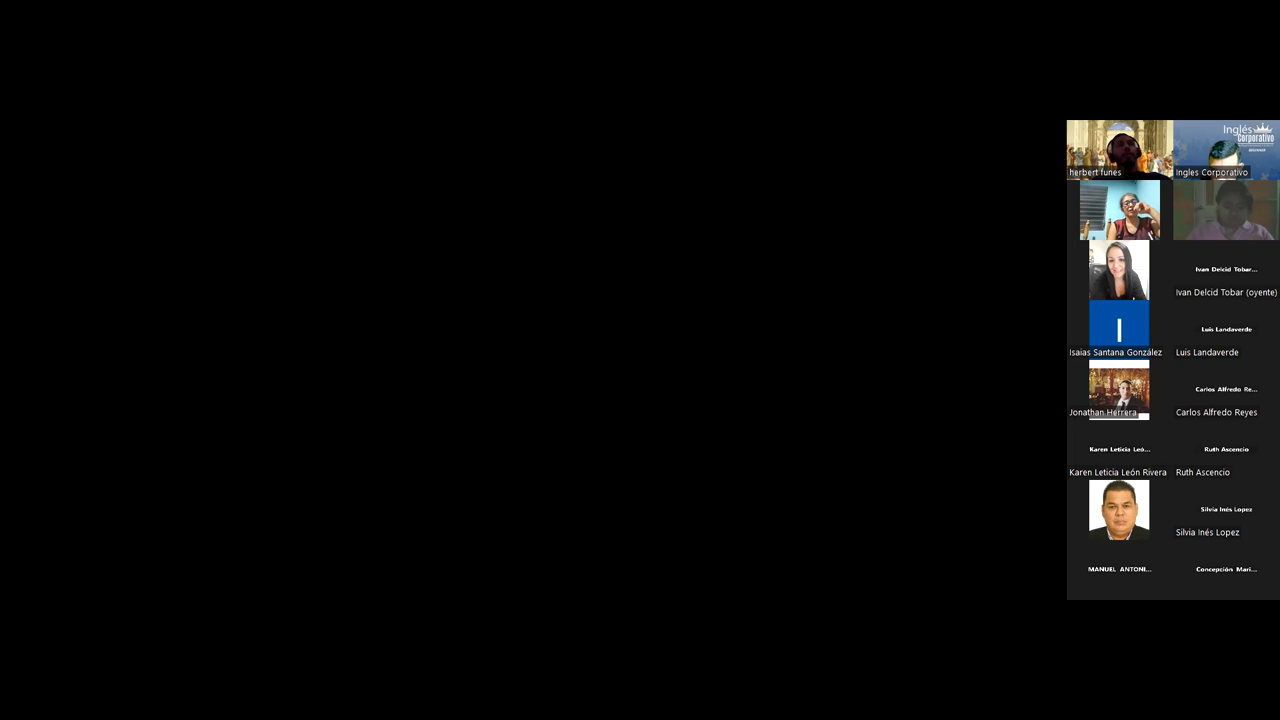 Inglés
Corporativo
BEGINNER
herbert funes
Ingles Corporativo
Ivan Delcid Tobar...
Ivan Delcid Tobar (oyente)
I
Luis Landaverde
Isaias Santana González
Luis Landaverde
Carlos Alfredo Re...
Jonathan Herrera
Carlos Alfredo Reyes
Karen Leticia Leó...
Ruth Ascencio
Karen Leticia León Rivera
Ruth Ascencio
Silvia Inés Lopez
Silvia Inés Lopez
MANUEL ANTONI...
Concepción Mari...